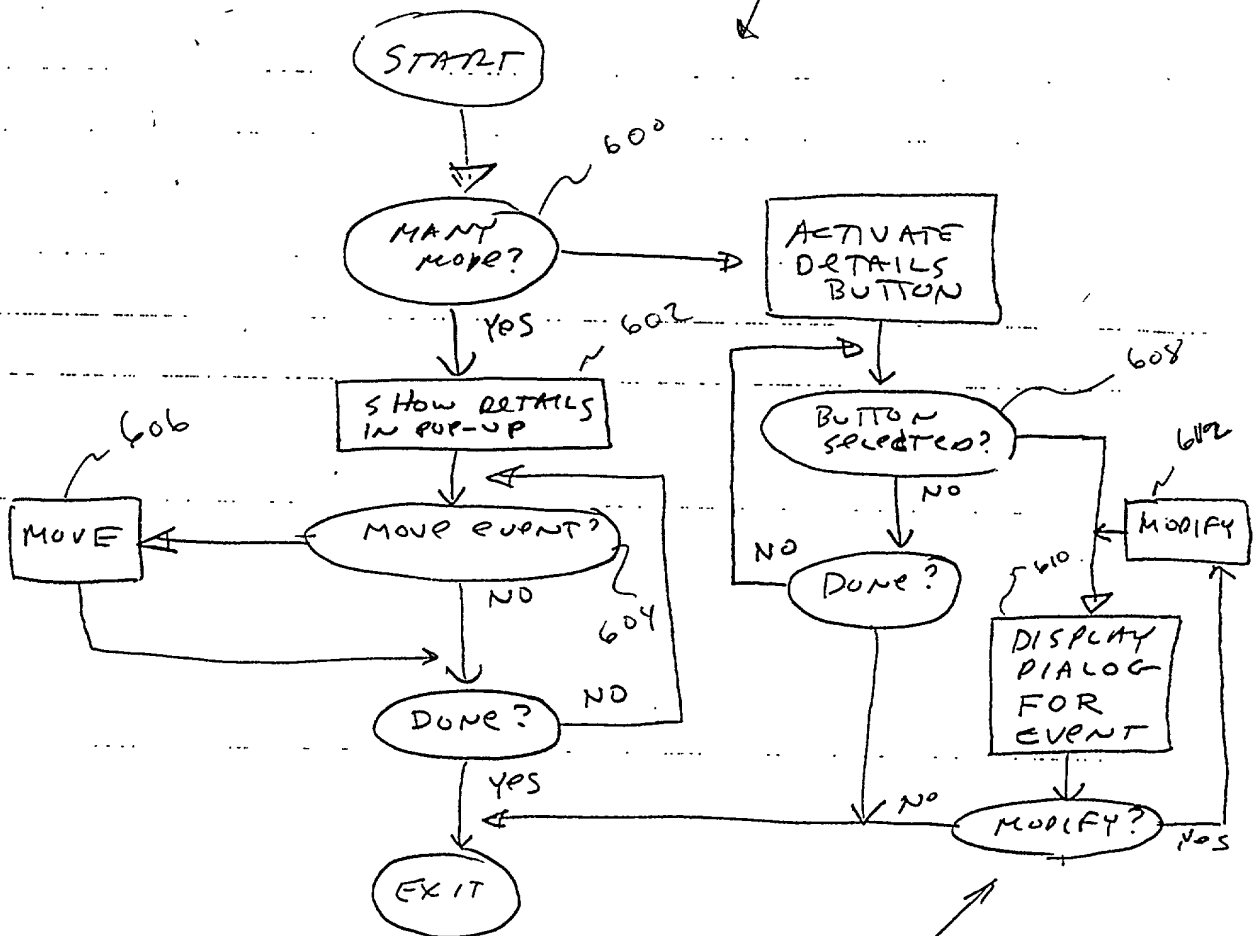 START
600
MANY
MORE?
YES
ACTIVATE
DETAILS
BUTTON
602
SHOW DETAILS
IN POP-UP
608
BUTTON
SELECTED?
606
612
MOVE
MOVE EVENT?
NO
MODIFY
NO
NO
DONE?
610
604
DISPLAY
DIALOG
FOR
EVENT
DONE?
NO
YES
NO
MODIFY?
YES
EXIT